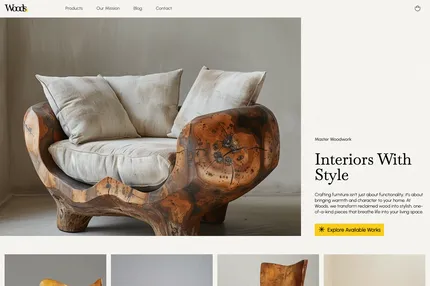 Woods
Products Our Mission Blog Contact
Master Woodwork
Interiors With
Style
Crafting furniture isn't just about functionality; it's about
bringing warmth and character to your home. At
Woods, we transform reclaimed wood into stylish, one-
of-a-kind pieces that breathe life into your living space.
Explore Available Works